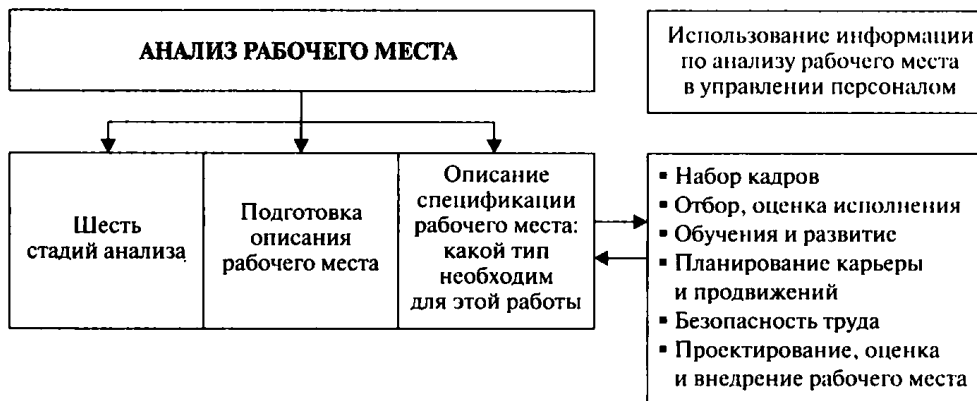 АНАЛИЗ РАБОЧЕГО МЕСТА
Использование информации
по анализу рабочего места
в управлении персоналом
Шесть
стадий анализа
Подготовка
описания
рабочего места
Описание
спецификации
рабочего места:
какой тип
необходим
для этой работы
▪ Набор кадров
▪ Отбор, оценка исполнения
▪ Обучения и развитие
▪ Планирование карьеры
и продвижений
▪ Безопасность труда
▪ Проектирование, оценка
и внедрение рабочего места